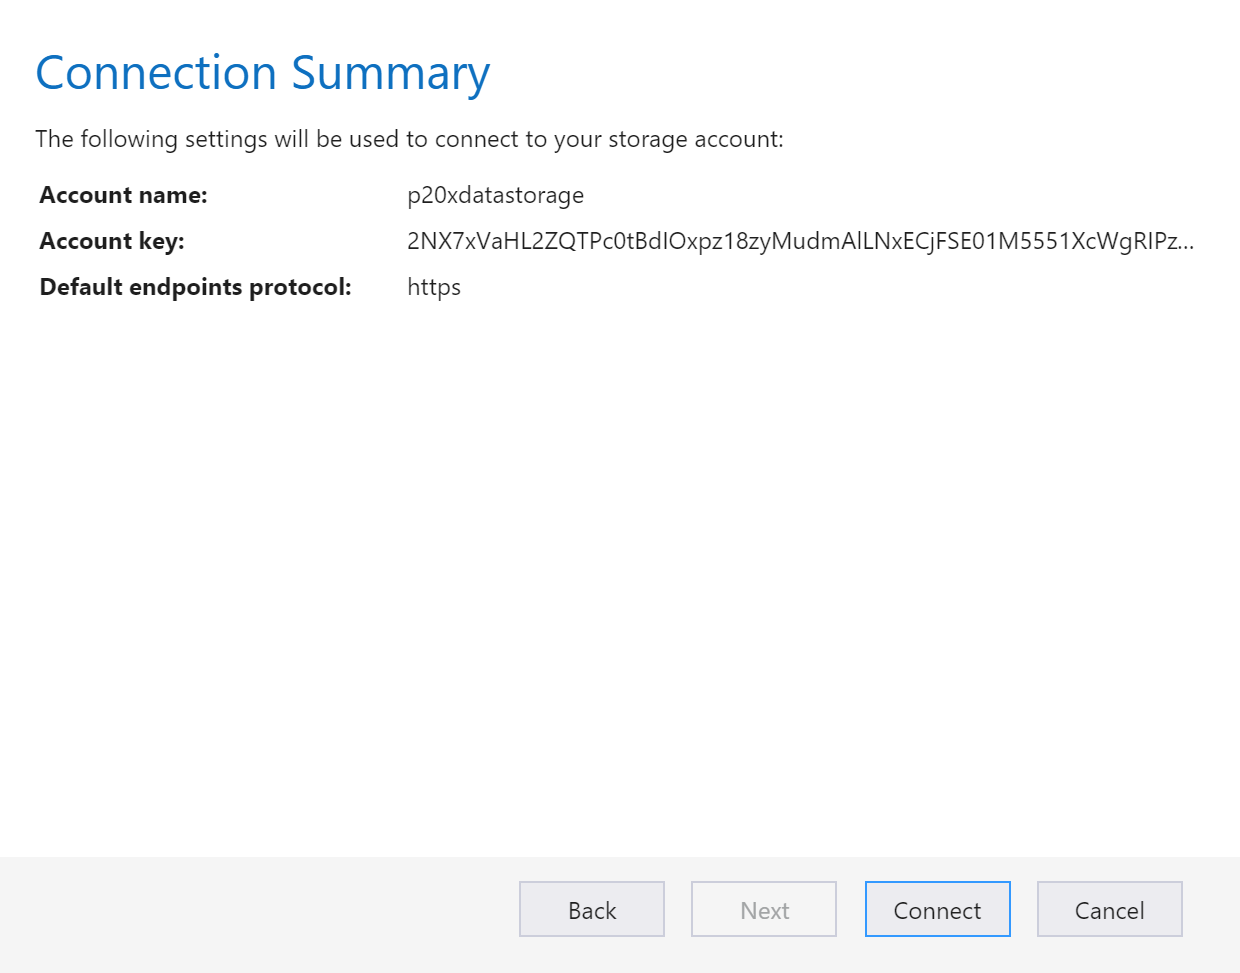 Connection Summary
The following settings will be used to connect to your storage account:
Account name: p20xdatastorage
Account key: 2NX7xVaHL2ZQTPc0tBdIOxpz18zyMudmAlLNxECjFSE01M5551XcWgRIPz...
Default endpoints protocol: https
Back Next Connect Cancel